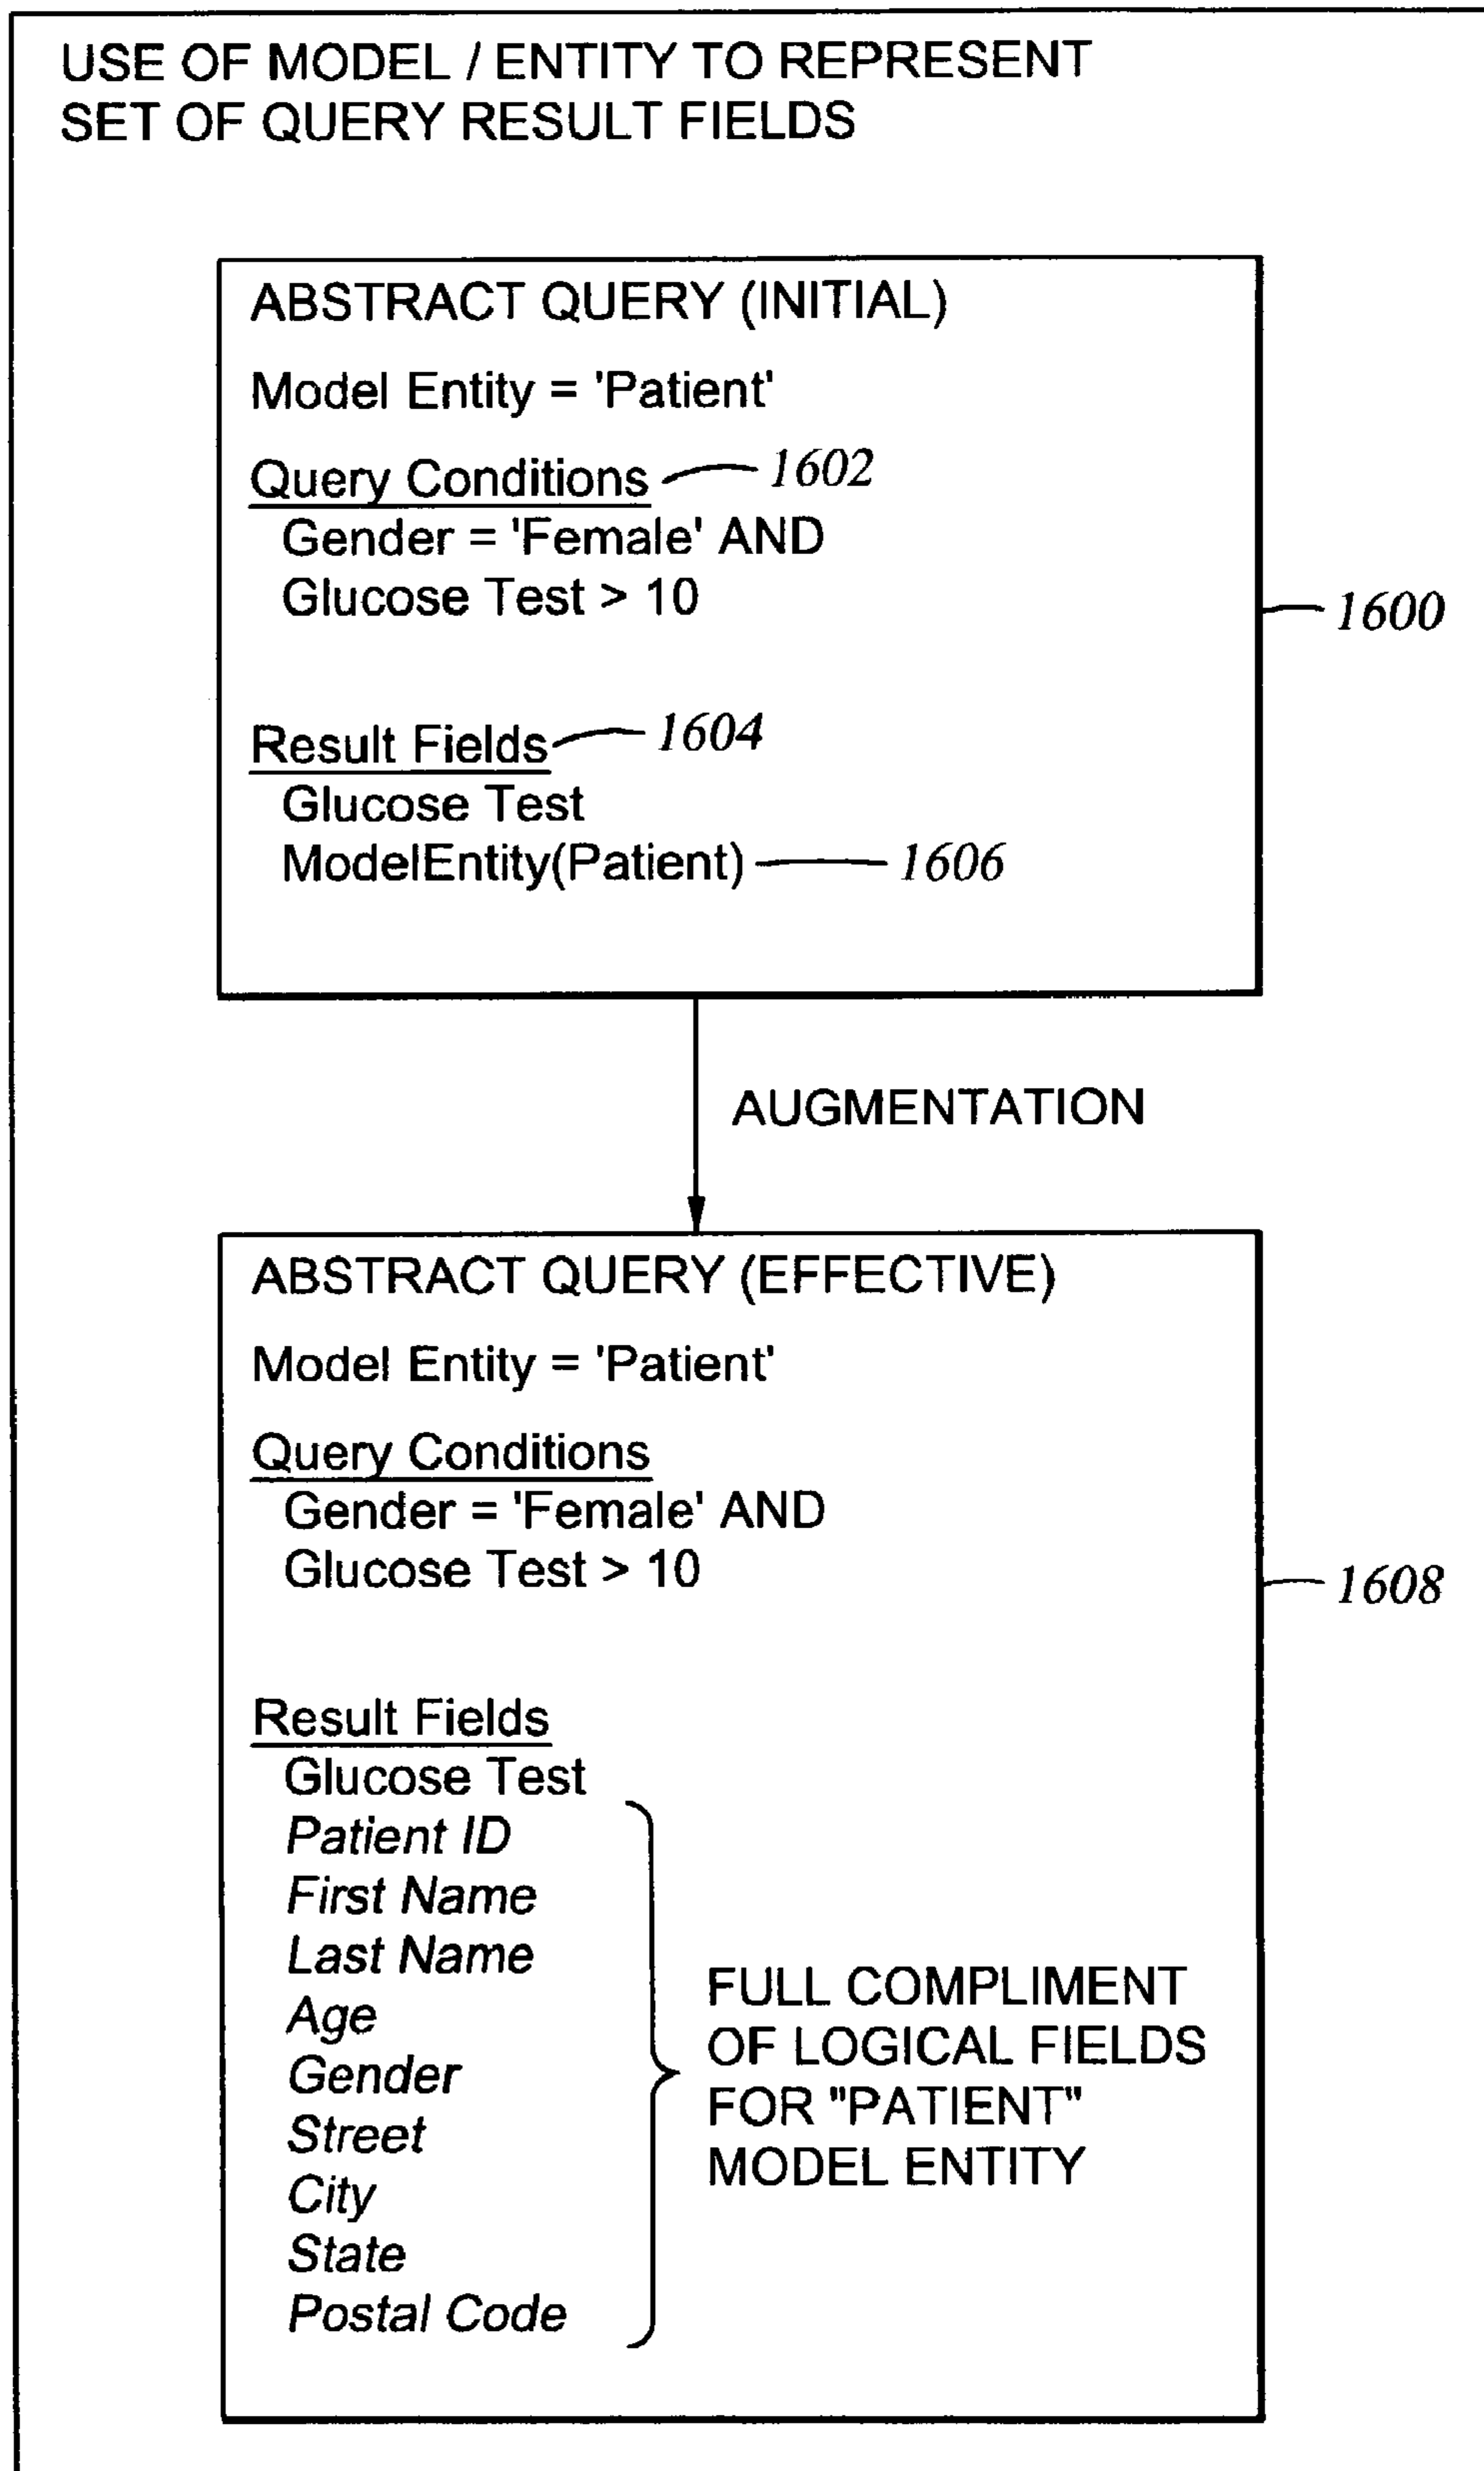 USE OF MODEL / ENTITY TO REPRESENT
SET OF QUERY RESULT FIELDS
ABSTRACT QUERY (INITIAL)
Model Entity = 'Patient'
Query Conditions 1602
Gender = 'Female' AND
Glucose Test > 10
1600
Result Fields 1604
Glucose Test
ModelEntity(Patient) 1606
AUGMENTATION
ABSTRACT QUERY (EFFECTIVE)
Model Entity = 'Patient'
Query Conditions
Gender = 'Female' AND
Glucose Test > 10
1608
Result Fields
Glucose Test
Patient ID
First Name
Last Name
Age
Gender
Street
City
State
Postal Code
FULL COMPLIMENT
OF LOGICAL FIELDS
FOR "PATIENT"
MODEL ENTITY